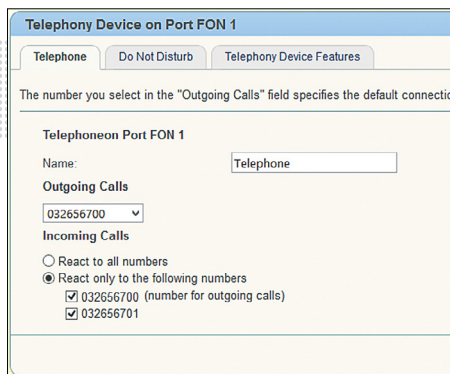 Telephony Device on Port FON 1
Telephone Do Not Disturb Telephony Device Features
The number you select in the "Outgoing Calls" field specifies the default connectio
Telephoneon Port FON 1
Name: Telephone
Outgoing Calls
032656700
Incoming Calls
React to all numbers
React only to the following numbers
032656700 (number for outgoing calls)
032656701